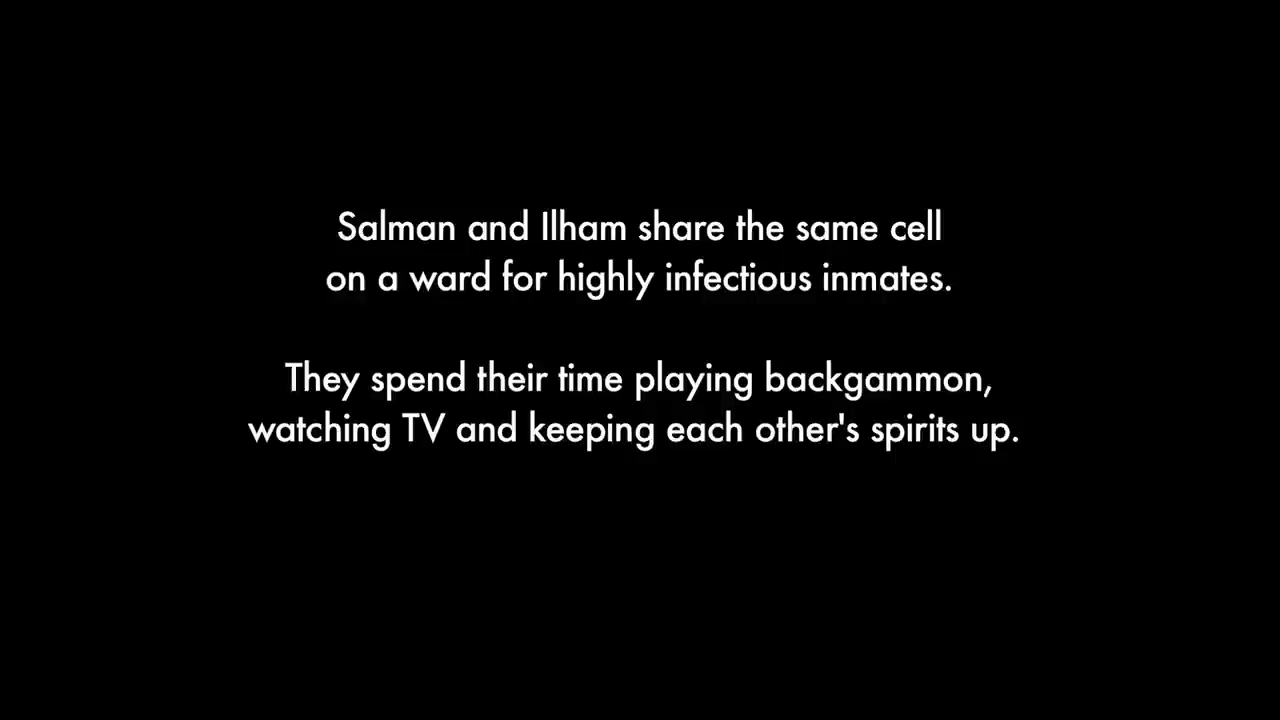 Salman and Ilham share the same cell
on a ward for highly infectious inmates.
They spend their time playing backgammon,
watching TV and keeping each other's spirits up.